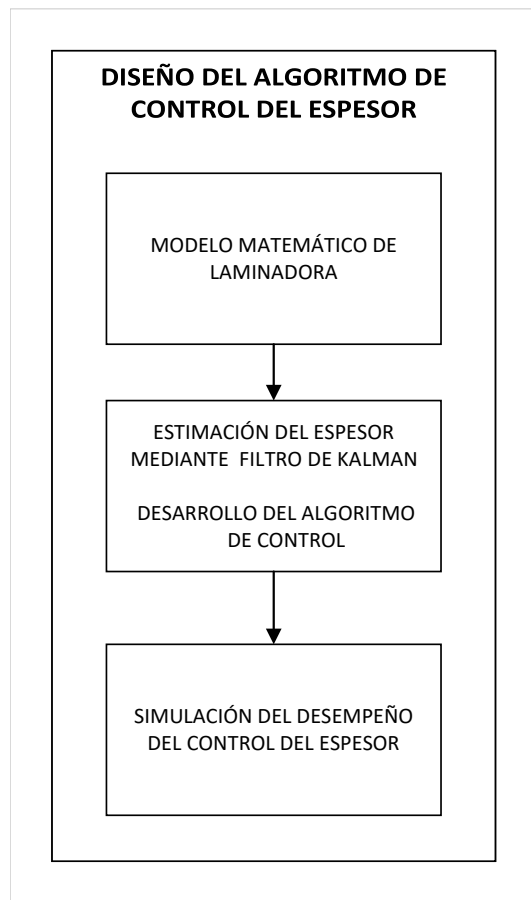 DISEÑO DEL ALGORITMO DE
CONTROL DEL ESPESOR
MODELO MATEMÁTICO DE
LAMINADORA
ESTIMACIÓN DEL ESPESOR
MEDIANTE FILTRO DE KALMAN
DESARROLLO DEL ALGORITMO
DE CONTROL
SIMULACIÓN DEL DESEMPEÑO
DEL CONTROL DEL ESPESOR